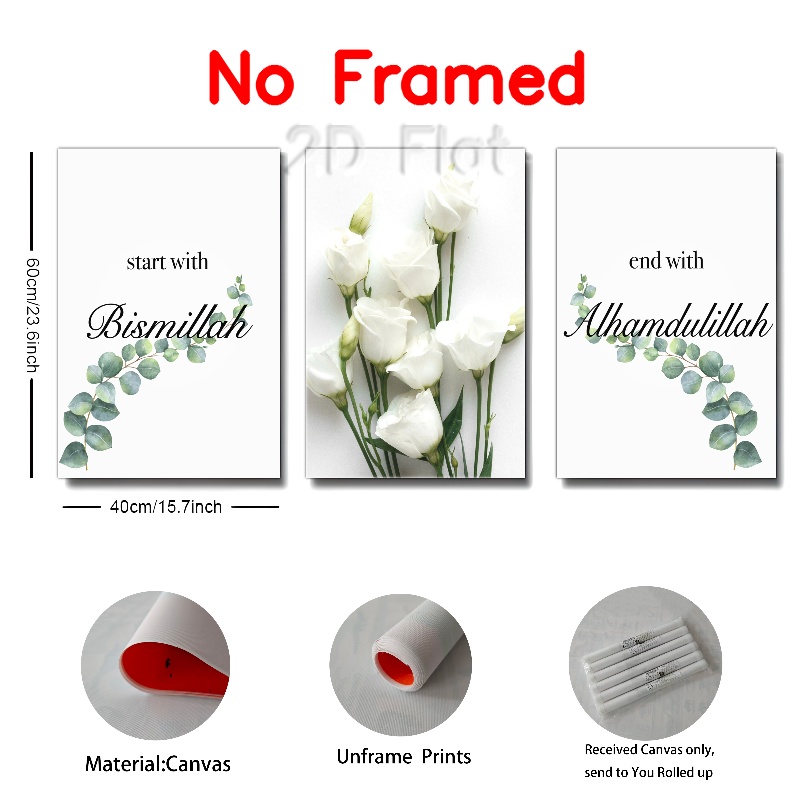 No Framed
2D Flat
start with
Bismillah
end with
Alhamdulillah
60cm/23.6inch
40cm/15.7inch
Material:Canvas
Unframe Prints
Received Canvas only,
send to You Rolled up